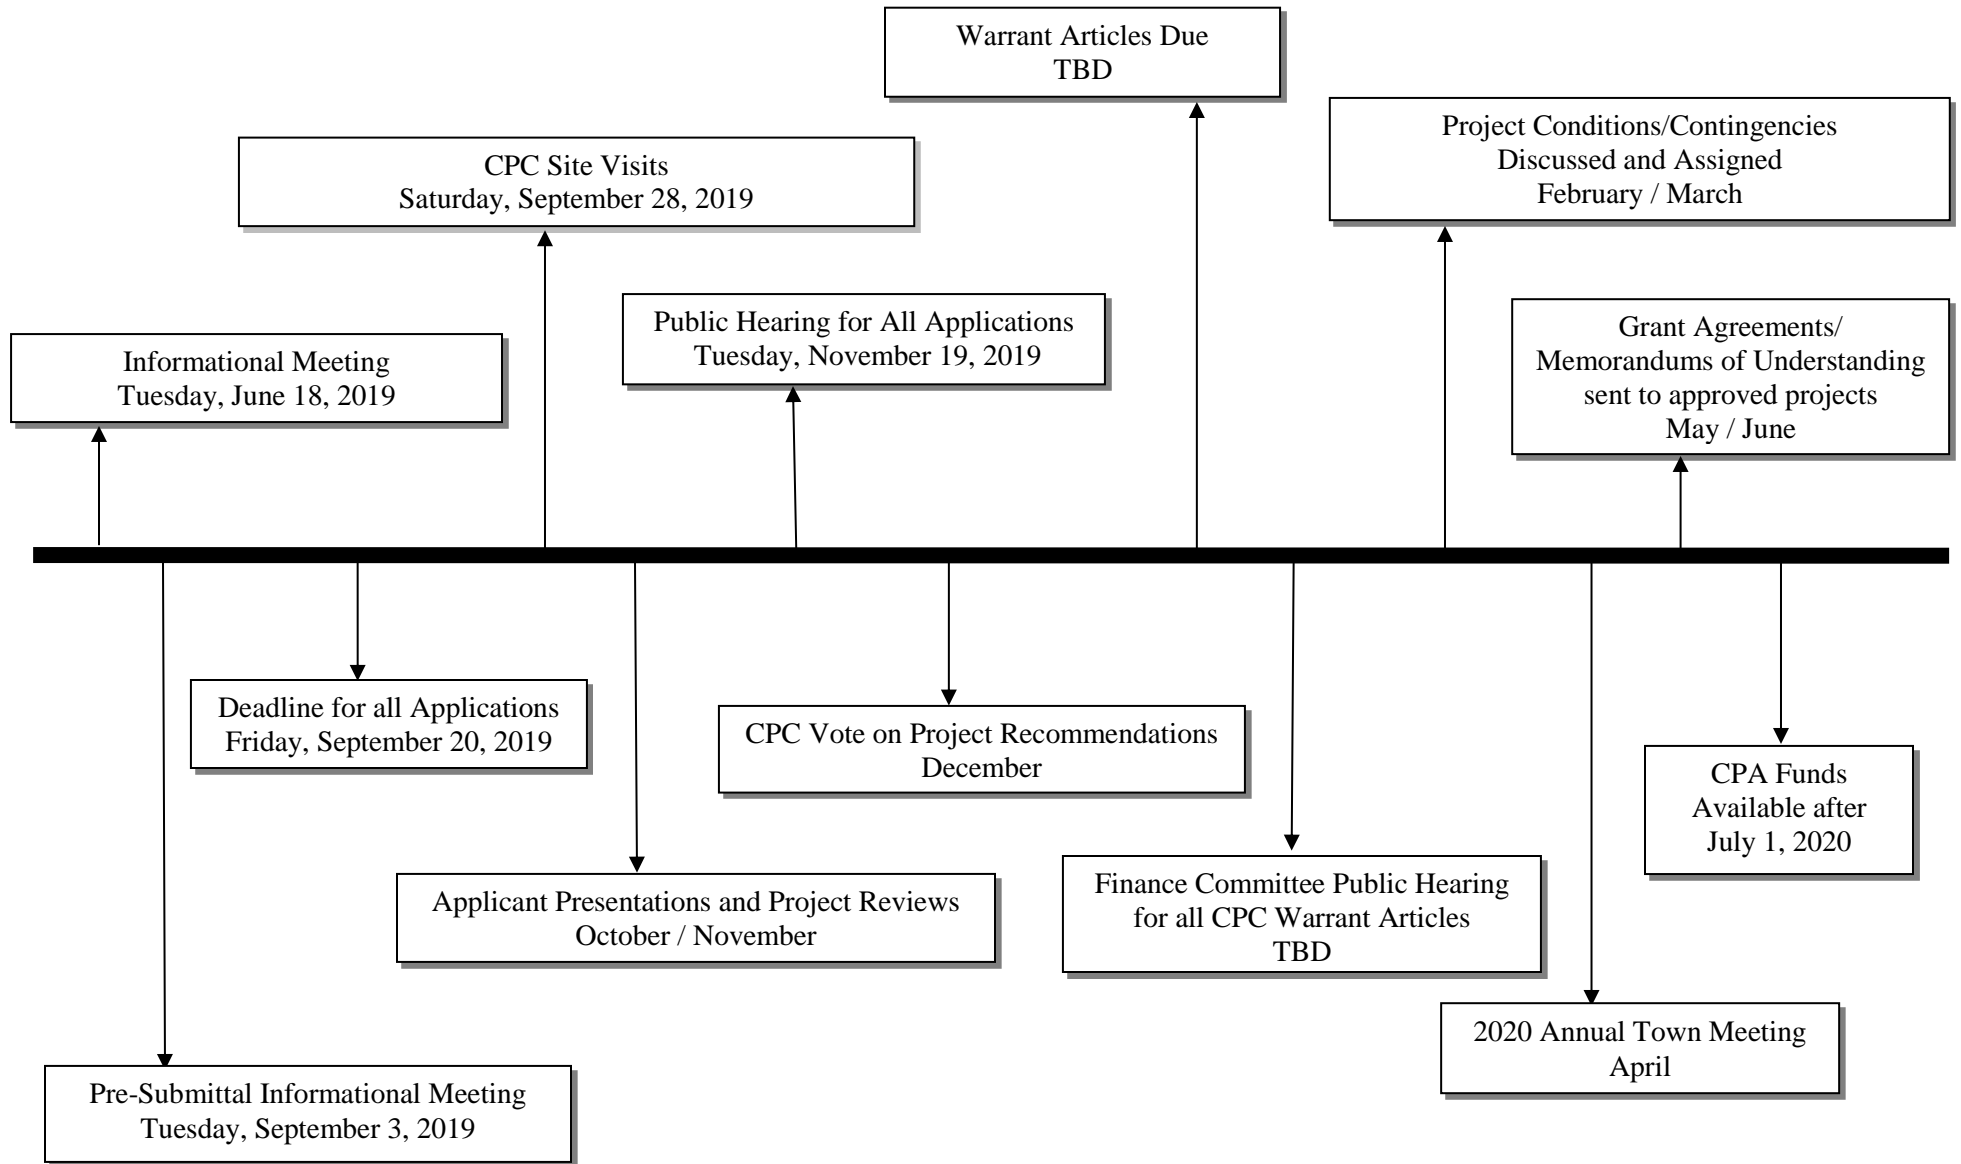 Warrant Articles Due
TBD
Project Conditions/Contingencies
Discussed and Assigned
February / March
CPC Site Visits
Saturday, September 28, 2019
Public Hearing for All Applications
Tuesday, November 19, 2019
Grant Agreements/
Memorandums of Understanding
sent to approved projects
May / June
Informational Meeting
Tuesday, June 18, 2019
Deadline for all Applications
Friday, September 20, 2019
CPC Vote on Project Recommendations
December
CPA Funds
Available after
July 1, 2020
Applicant Presentations and Project Reviews
October / November
Finance Committee Public Hearing
for all CPC Warrant Articles
TBD
2020 Annual Town Meeting
April
Pre-Submittal Informational Meeting
Tuesday, September 3, 2019